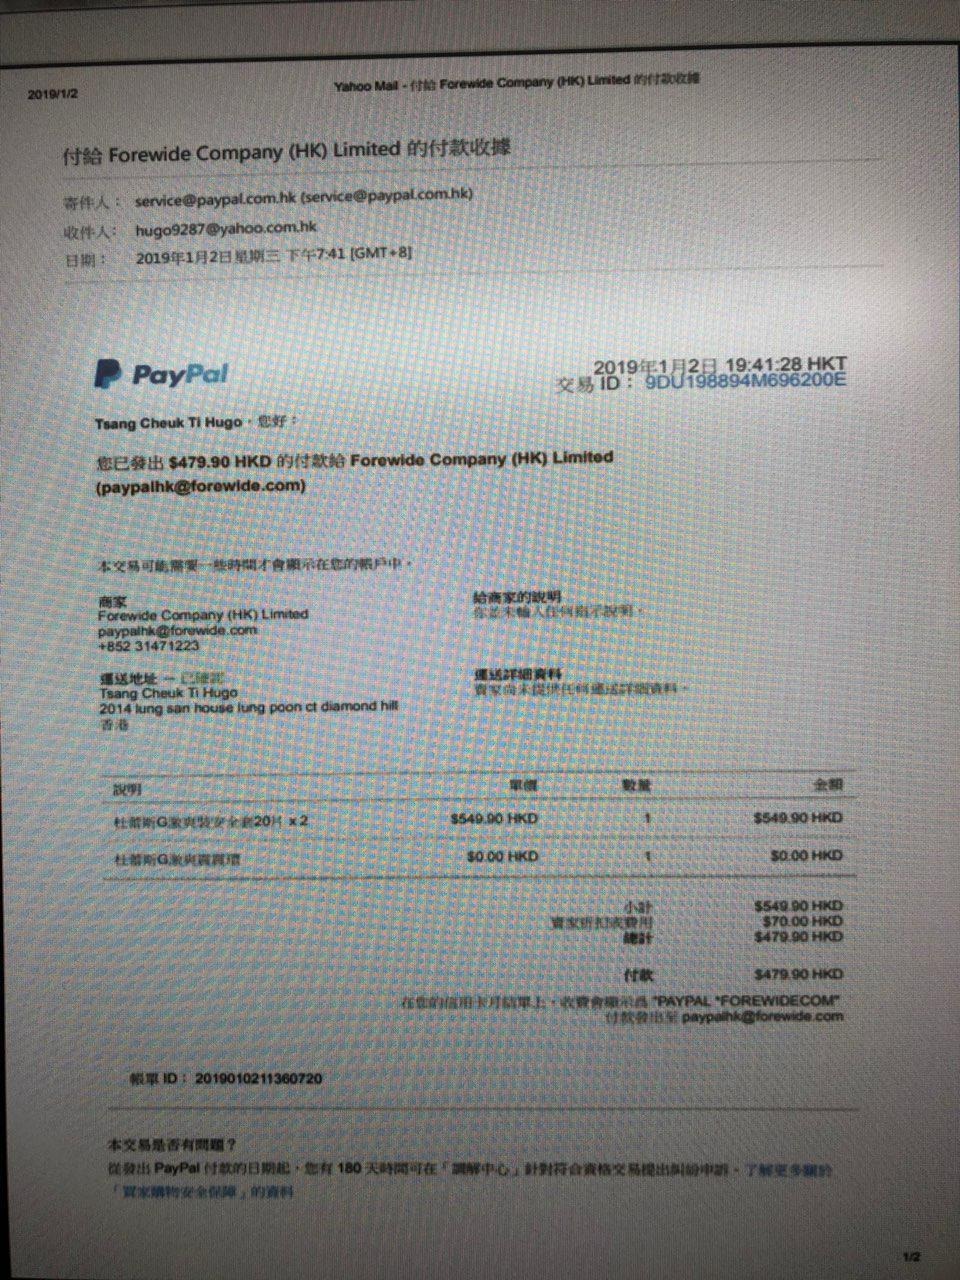 2019/1/2
Yahoo Mail - 付給 Forewide Company (HK) Limited 的付款收據
付給 Forewide Company (HK) Limited 的付款收據
寄件人： service@paypal.com.hk (service@paypal.com.hk)
收件人： hugo9287@yahoo.com.hk
日期： 2019年1月2日星期三 下午7:41 [GMT+8]
PayPal
2019年1月2日 19:41:28 HKT
交易 ID： 9DU198894M696200E
Tsang Cheuk Ti Hugo，您好：
您已發出 $479.90 HKD 的付款給 Forewide Company (HK) Limited
(paypalhk@forewide.com)
本交易可能需要一些時間才會顯示在您的帳戶中。
商家
Forewide Company (HK) Limited
paypalhk@forewide.com
+852 31471223
給商家的說明
你並未輸入任何指示說明。
運送地址 － 已確認
Tsang Cheuk Ti Hugo
2014 lung san house lung poon ct diamond hill
香港
運送詳細資料
賣家尚未提供任何運送詳細資料。
說明 單價 數量 金額
杜蕾斯G激爽裝安全套20片 x 2 $549.90 HKD 1 $549.90 HKD
杜蕾斯G激爽震震環 $0.00 HKD 1 $0.00 HKD
小計 $549.90 HKD
賣家折扣或費用 $70.00 HKD
總計 $479.90 HKD
付款 $479.90 HKD
在您的信用卡月結單上，收費會顯示為 "PAYPAL *FOREWIDECOM"
付款發出至 paypalhk@forewide.com
帳單 ID： 2019010211360720
本交易是否有問題？
從發出 PayPal 付款的日期起，您有 180 天時間可在「調解中心」針對符合資格交易提出糾紛申訴。了解更多關於
「買家購物安全保障」的資料
1/2